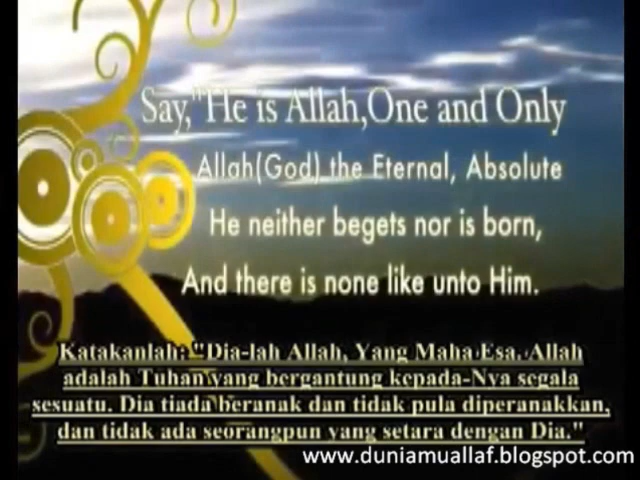 Say,"He is Allah,One and Only
Allah(God) the Eternal, Absolute
He neither begets nor is born,
And there is none like unto Him.
Katakanlah: "Dia-lah Allah, Yang Maha Esa. Allah
adalah Tuhan yang bergantung kepada-Nya segala
sesuatu. Dia tiada beranak dan tidak pula diperanakkan,
dan tidak ada seorangpun yang setara dengan Dia."
www.duniamuallaf.blogspot.com